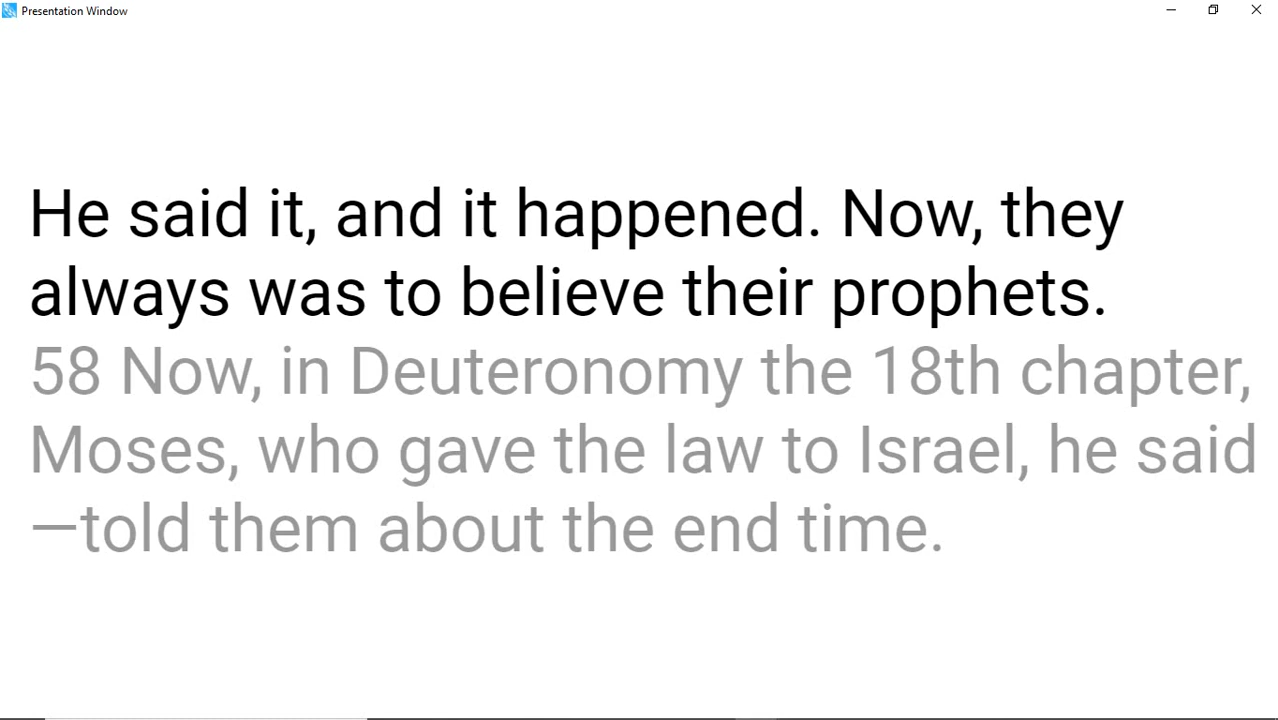 Presentation Window
He said it, and it happened. Now, they
always was to believe their prophets.
58 Now, in Deuteronomy the 18th chapter,
Moses, who gave the law to Israel, he said
—told them about the end time.